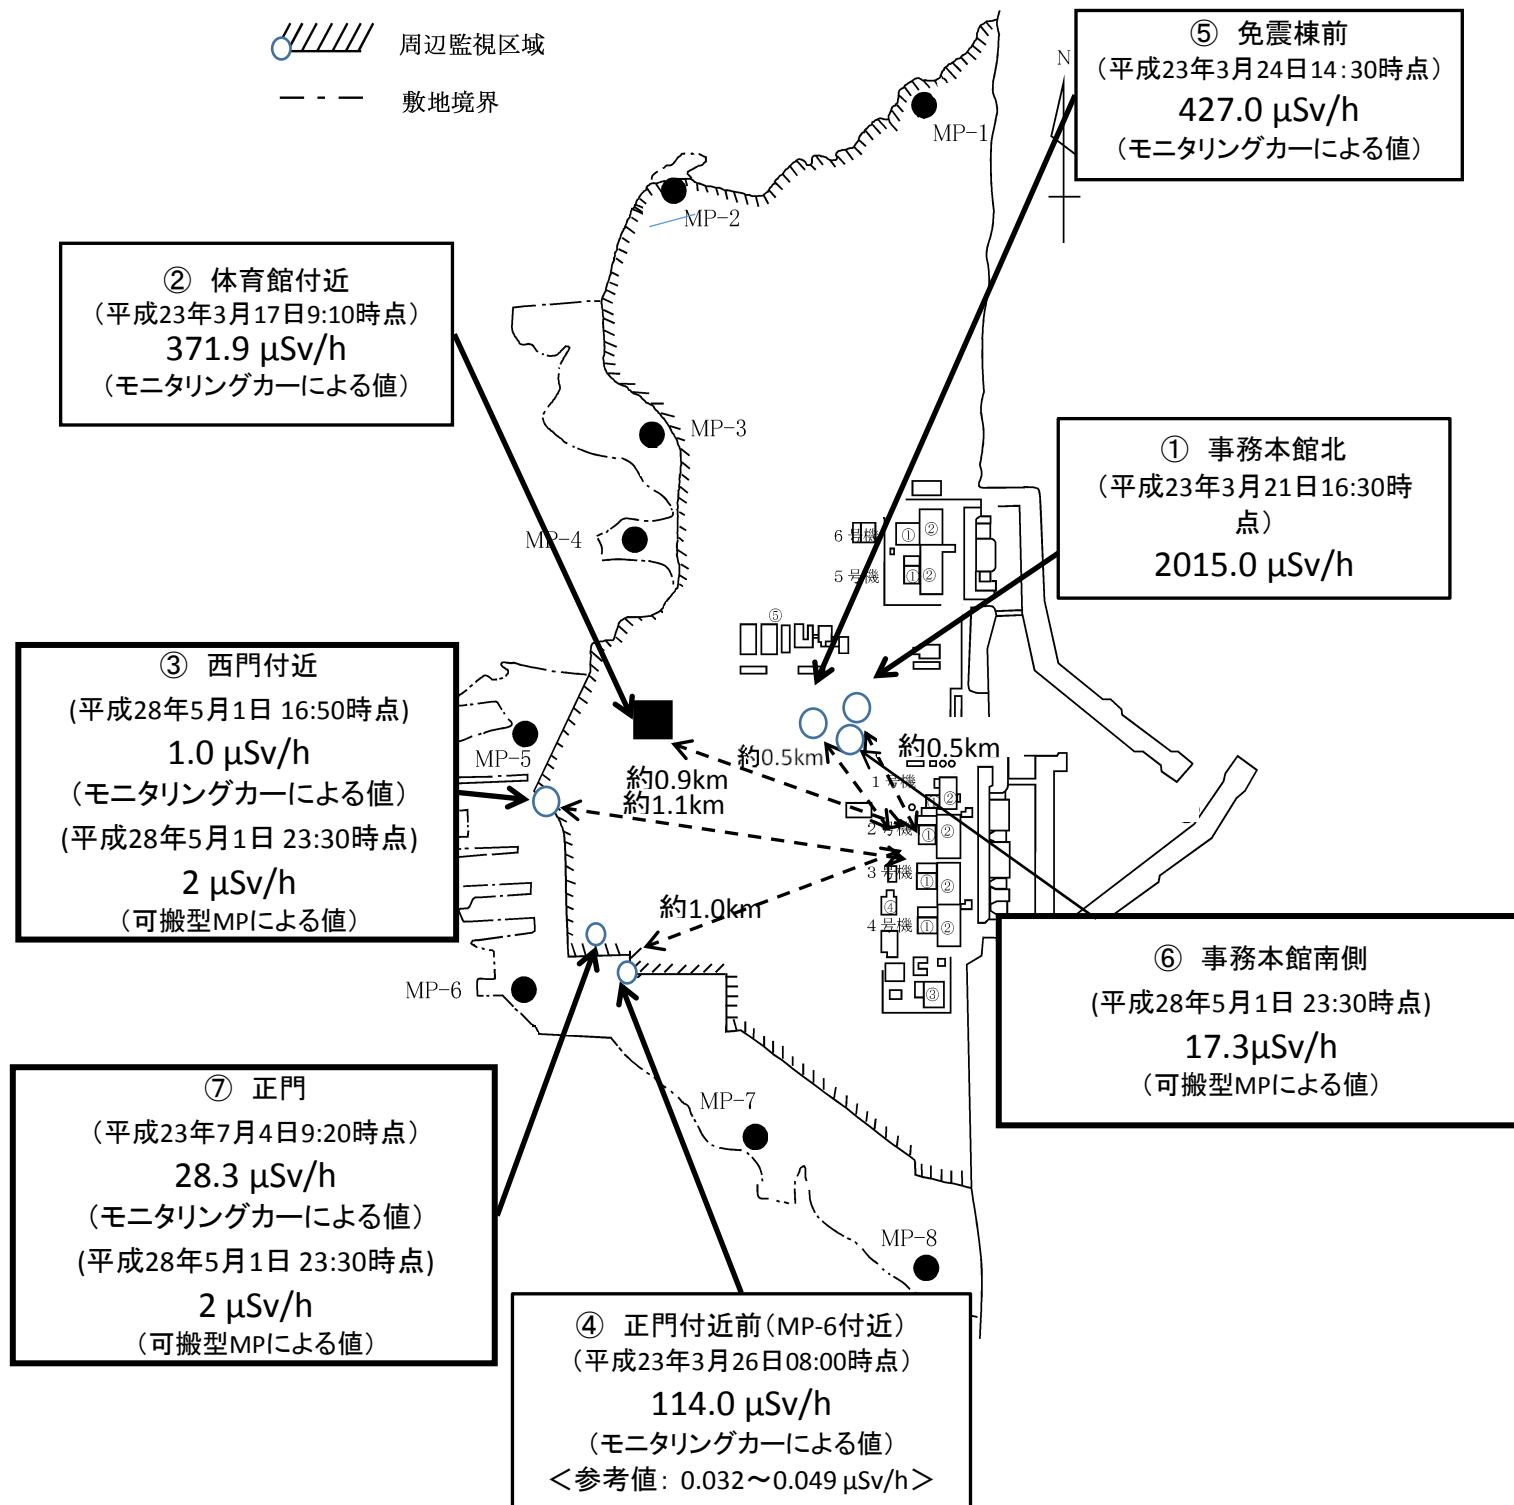 周辺監視区域
敷地境界
N
⑤ 免震棟前
（平成23年3月24日14:30時点）
427.0 µSv/h
（モニタリングカーによる値）
MP-1
MP-2
② 体育館付近
（平成23年3月17日9:10時点）
371.9 µSv/h
（モニタリングカーによる値）
MP-3
① 事務本館北
（平成23年3月21日16:30時
点）
2015.0 µSv/h
MP-4
6号機
①
②
5号機
①
②
⑤
③ 西門付近
(平成28年5月1日 16:50時点)
1.0 µSv/h
（モニタリングカーによる値）
(平成28年5月1日 23:30時点)
2 µSv/h
（可搬型MPによる値）
MP-5
約0.5km
約0.5km
約0.9km
約1.1km
1号機
①
②
2号機
①
②
3号機
①
②
④
4号機
①
②
約1.0km
③
MP-6
⑥ 事務本館南側
(平成28年5月1日 23:30時点)
17.3µSv/h
（可搬型MPによる値）
⑦ 正門
（平成23年7月4日9:20時点）
28.3 µSv/h
（モニタリングカーによる値）
(平成28年5月1日 23:30時点)
2 µSv/h
（可搬型MPによる値）
MP-7
MP-8
④ 正門付近前（MP-6付近）
（平成23年3月26日08:00時点）
114.0 µSv/h
（モニタリングカーによる値）
＜参考値： 0.032～0.049 µSv/h＞